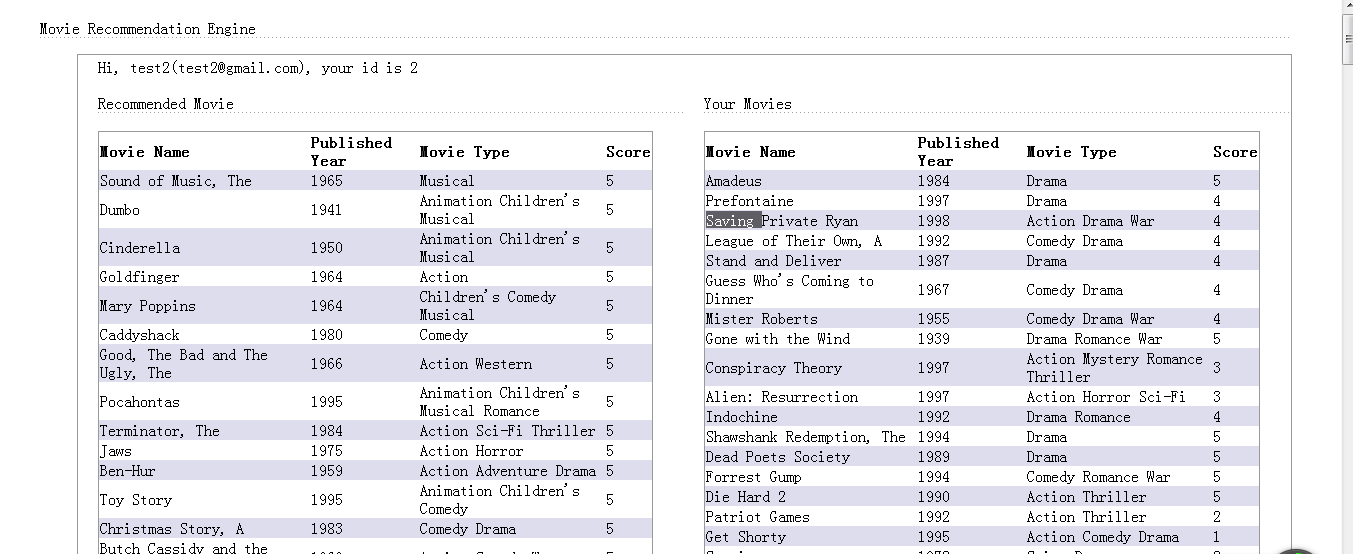 Movie Recommendation Engine
Hi, test2(test2@gmail.com), your id is 2
Recommended Movie
Movie Name Published Year Movie Type Score
Sound of Music, The 1965 Musical 5
Dumbo 1941 Animation Children's Musical 5
Cinderella 1950 Animation Children's Musical 5
Goldfinger 1964 Action 5
Mary Poppins 1964 Children's Comedy Musical 5
Caddyshack 1980 Comedy 5
Good, The Bad and The Ugly, The 1966 Action Western 5
Pocahontas 1995 Animation Children's Musical Romance 5
Terminator, The 1984 Action Sci-Fi Thriller 5
Jaws 1975 Action Horror 5
Ben-Hur 1959 Action Adventure Drama 5
Toy Story 1995 Animation Children's Comedy 5
Christmas Story, A 1983 Comedy Drama 5
Butch Cassidy and the
Your Movies
Movie Name Published Year Movie Type Score
Amadeus 1984 Drama 5
Prefontaine 1997 Drama 4
Saving Private Ryan 1998 Action Drama War 4
League of Their Own, A 1992 Comedy Drama 4
Stand and Deliver 1987 Drama 4
Guess Who's Coming to Dinner 1967 Comedy Drama 4
Mister Roberts 1955 Comedy Drama War 4
Gone with the Wind 1939 Drama Romance War 5
Conspiracy Theory 1997 Action Mystery Romance Thriller 3
Alien: Resurrection 1997 Action Horror Sci-Fi 3
Indochine 1992 Drama Romance 4
Shawshank Redemption, The 1994 Drama 5
Dead Poets Society 1989 Drama 5
Forrest Gump 1994 Comedy Romance War 5
Die Hard 2 1990 Action Thriller 5
Patriot Games 1992 Action Thriller 2
Get Shorty 1995 Action Comedy Drama 1